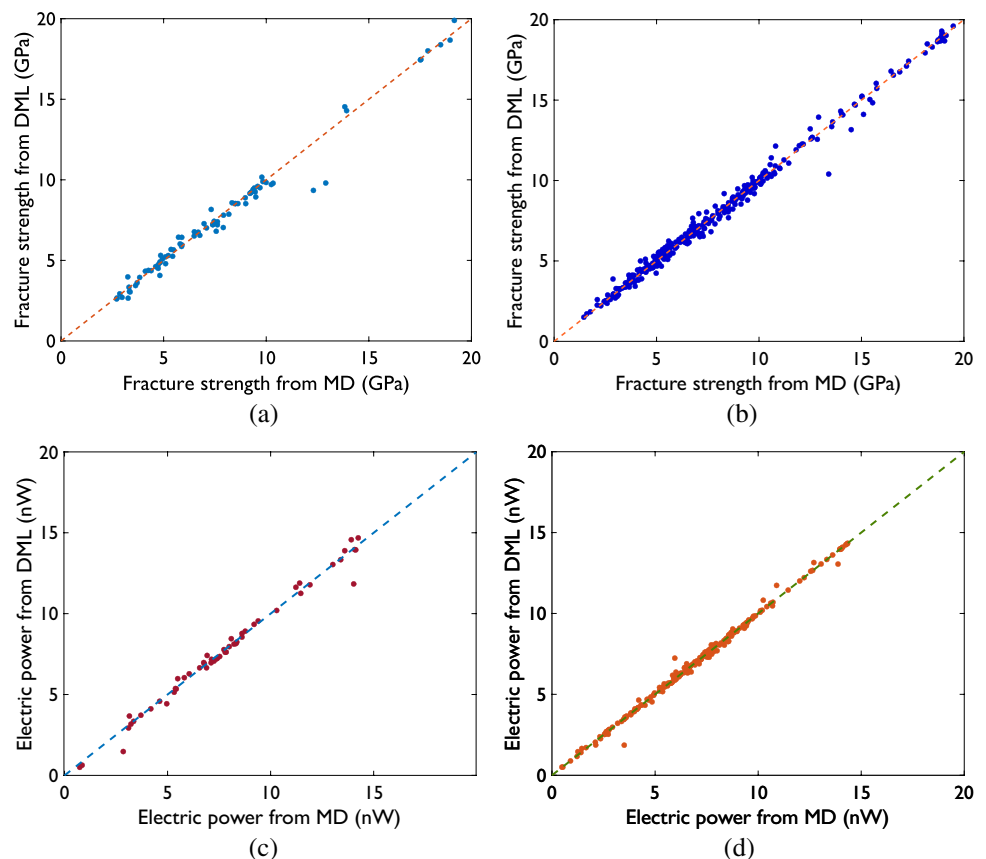 Fracture strength from DML (GPa)
20
15
10
5
0
0 5 10 15 20
Fracture strength from MD (GPa)
(a)
Fracture strength from DML (GPa)
20
15
10
5
0
0 5 10 15 20
Fracture strength from MD (GPa)
(b)
Electric power from DML (nW)
20
15
10
5
0
0 5 10 15
Electric power from MD (nW)
(c)
Electric power from DML (nW)
20
15
10
5
0
0 5 10 15 20
Electric power from MD (nW)
(d)